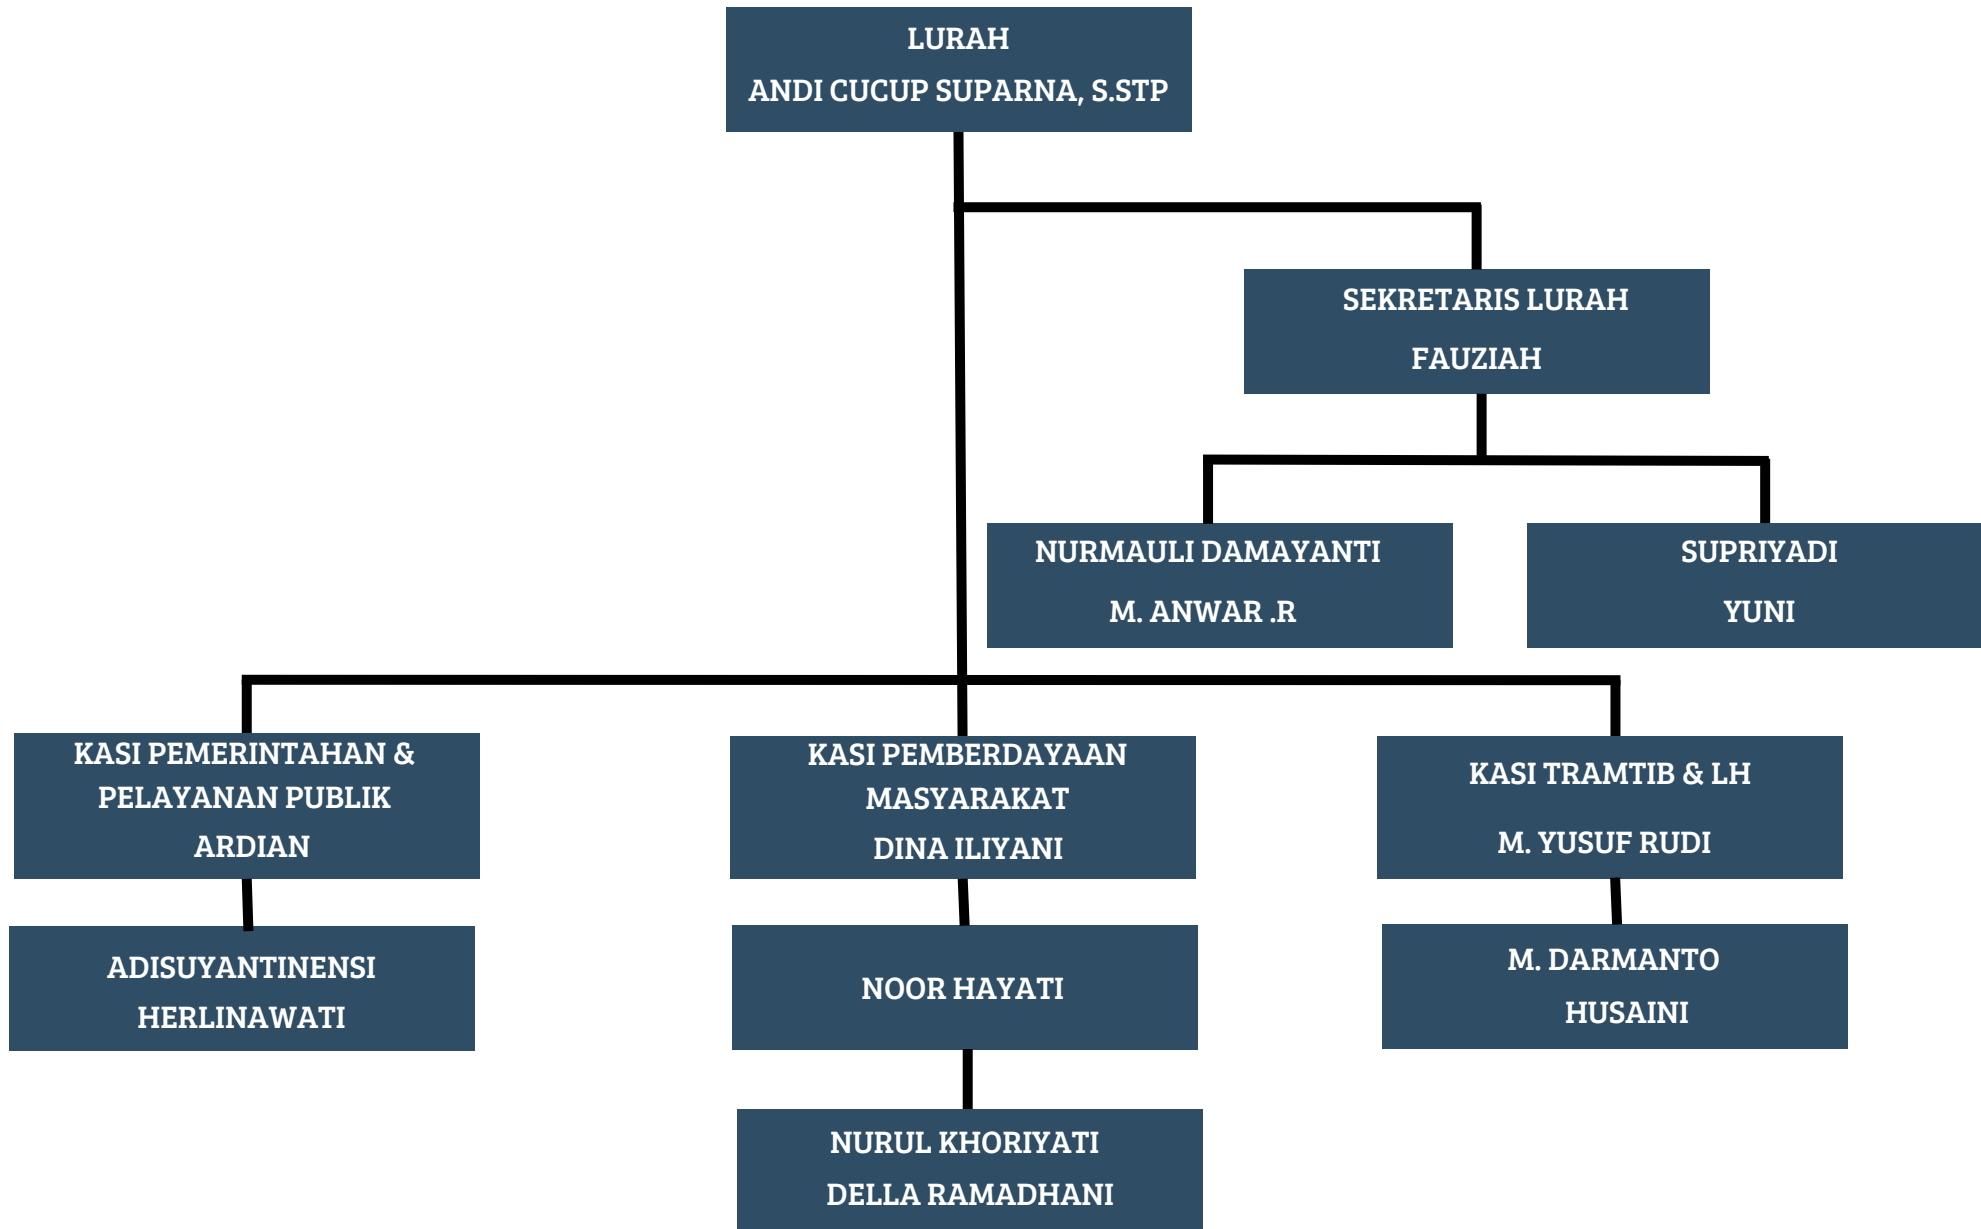 LURAH
ANDI CUCUP SUPARNA, S.STP
SEKRETARIS LURAH
FAUZIAH
NURMAULI DAMAYANTI
M. ANWAR .R
SUPRIYADI
YUNI
KASI PEMERINTAHAN &
PELAYANAN PUBLIK
ARDIAN
KASI PEMBERDAYAAN
MASYARAKAT
DINA ILIYANI
KASI TRAMTIB & LH
M. YUSUF RUDI
ADISUYANTINENSI
HERLINAWATI
NOOR HAYATI
M. DARMANTO
HUSAINI
NURUL KHORIYATI
DELLA RAMADHANI